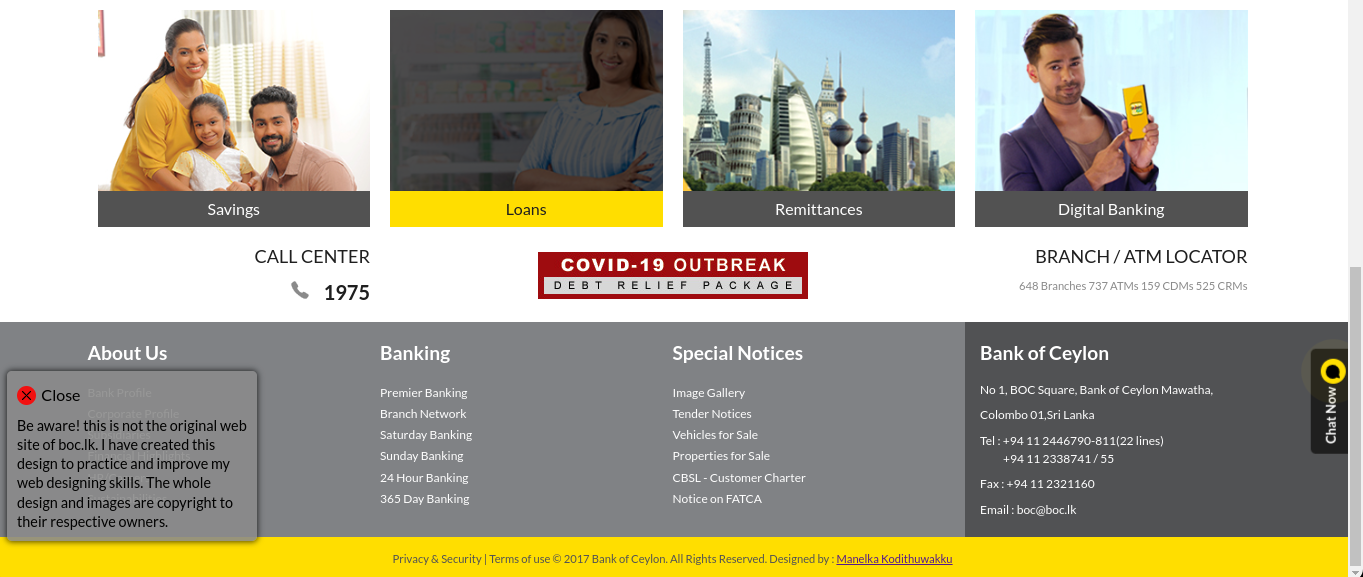 Savings
Loans
Remittances
Digital Banking
CALL CENTER
1975
COVID-19 OUTBREAK
DEBT RELIEF PACKAGE
BRANCH / ATM LOCATOR
648 Branches 737 ATMs 159 CDMs 525 CRMs
About Us
Bank Profile
Corporate Profile
Close
Be aware! this is not the original web
site of boc.lk. I have created this
design to practice and improve my
web designing skills. The whole
design and images are copyright to
their respective owners.
Banking
Premier Banking
Branch Network
Saturday Banking
Sunday Banking
24 Hour Banking
365 Day Banking
Special Notices
Image Gallery
Tender Notices
Vehicles for Sale
Properties for Sale
CBSL - Customer Charter
Notice on FATCA
Bank of Ceylon
No 1, BOC Square, Bank of Ceylon Mawatha,
Colombo 01,Sri Lanka
Tel : +94 11 2446790-811(22 lines)
+94 11 2338741 / 55
Fax : +94 11 2321160
Email : boc@boc.lk
Chat Now
Privacy & Security | Terms of use © 2017 Bank of Ceylon. All Rights Reserved. Designed by : Manelka Kodithuwakku